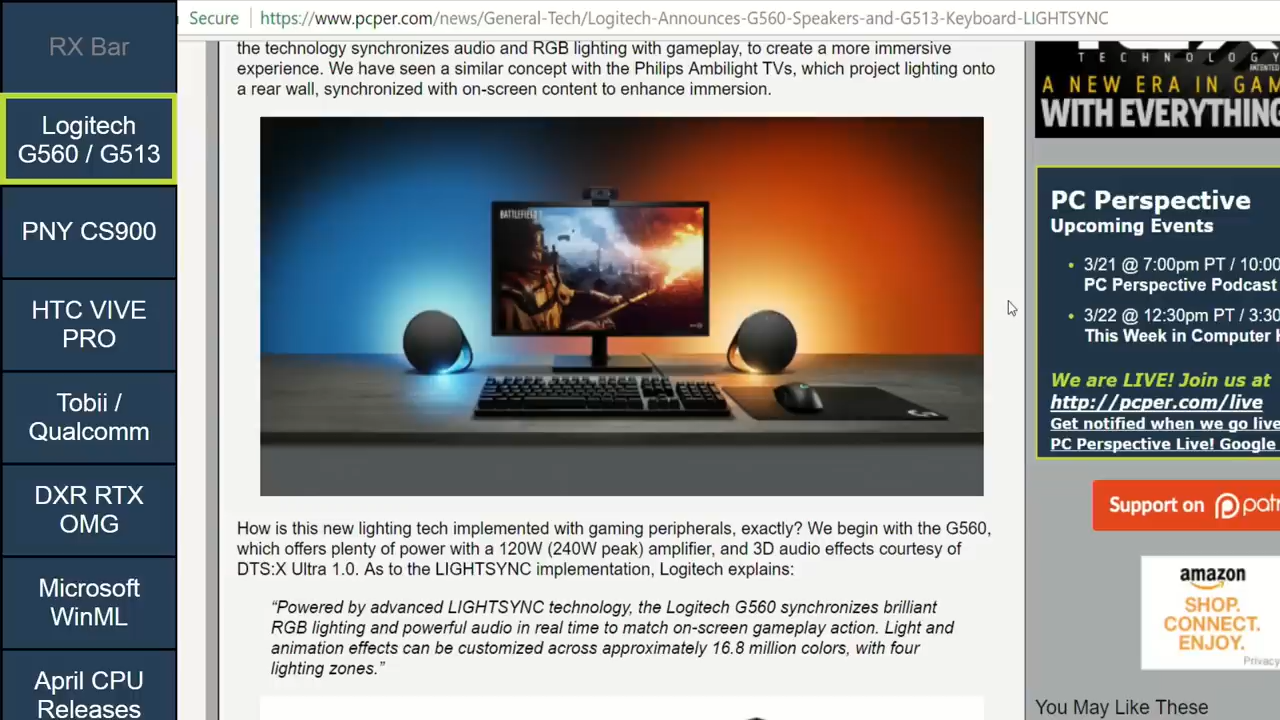 RX Bar
Logitech
G560 / G513
PNY CS900
HTC VIVE
PRO
Tobii /
Qualcomm
DXR RTX
OMG
Microsoft
WinML
April CPU
Releases
Secure
https://www.pcper.com/news/General-Tech/Logitech-Announces-G560-Speakers-and-G513-Keyboard-LIGHTSYNC
the technology synchronizes audio and RGB lighting with gameplay, to create a more immersive
experience. We have seen a similar concept with the Philips Ambilight TVs, which project lighting onto
a rear wall, synchronized with on-screen content to enhance immersion.
BATTLEFIELD 1
How is this new lighting tech implemented with gaming peripherals, exactly? We begin with the G560,
which offers plenty of power with a 120W (240W peak) amplifier, and 3D audio effects courtesy of
DTS:X Ultra 1.0. As to the LIGHTSYNC implementation, Logitech explains:
“Powered by advanced LIGHTSYNC technology, the Logitech G560 synchronizes brilliant
RGB lighting and powerful audio in real time to match on-screen gameplay action. Light and
animation effects can be customized across approximately 16.8 million colors, with four
lighting zones.”
TECHNOLOGY
A NEW ERA IN GAM
WITH EVERYTHING
PC Perspective
Upcoming Events
• 3/21 @ 7:00pm PT / 10:00
PC Perspective Podcast
• 3/22 @ 12:30pm PT / 3:30
This Week in Computer H
We are LIVE! Join us at
http://pcper.com/live
Get notified when we go live
PC Perspective Live! Google
Support on patr
amazon
SHOP.
CONNECT.
ENJOY.
Privacy
You May Like These